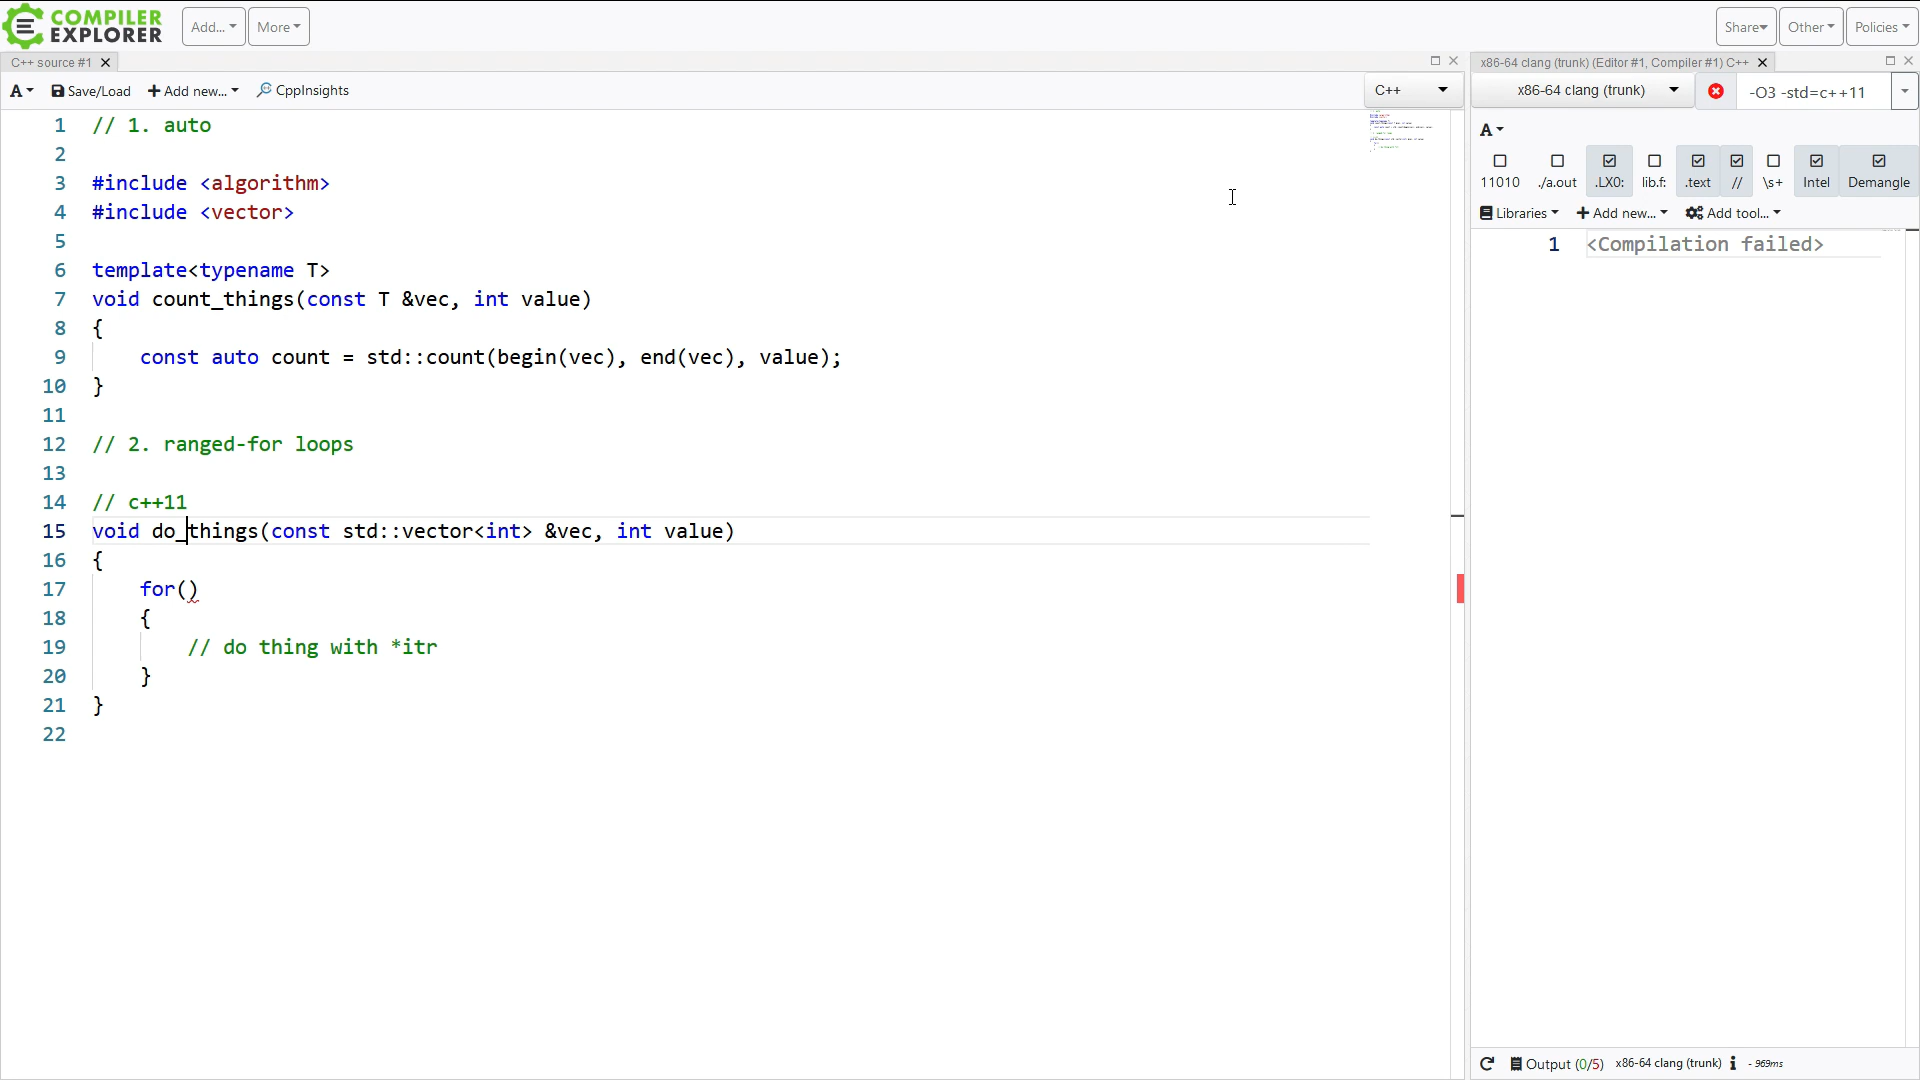 COMPILER
EXPLORER
Add...
More
Share
Other
Policies
C++ source #1
A
Save/Load
Add new...
CppInsights
C++
1 // 1. auto
2
3 #include <algorithm>
4 #include <vector>
5
6 template<typename T>
7 void count_things(const T &vec, int value)
8 {
9 const auto count = std::count(begin(vec), end(vec), value);
10 }
11
12 // 2. ranged-for loops
13
14 // c++11
15 void do_things(const std::vector<int> &vec, int value)
16 {
17 for()
18 {
19 // do thing with *itr
20 }
21 }
22
x86-64 clang (trunk) (Editor #1, Compiler #1) C++
x86-64 clang (trunk)
-O3 -std=c++11
A
11010
./a.out
.LX0:
lib.f:
.text
//
\s+
Intel
Demangle
Libraries
Add new...
Add tool...
1 <Compilation failed>
Output (0/5) x86-64 clang (trunk) i - 969ms